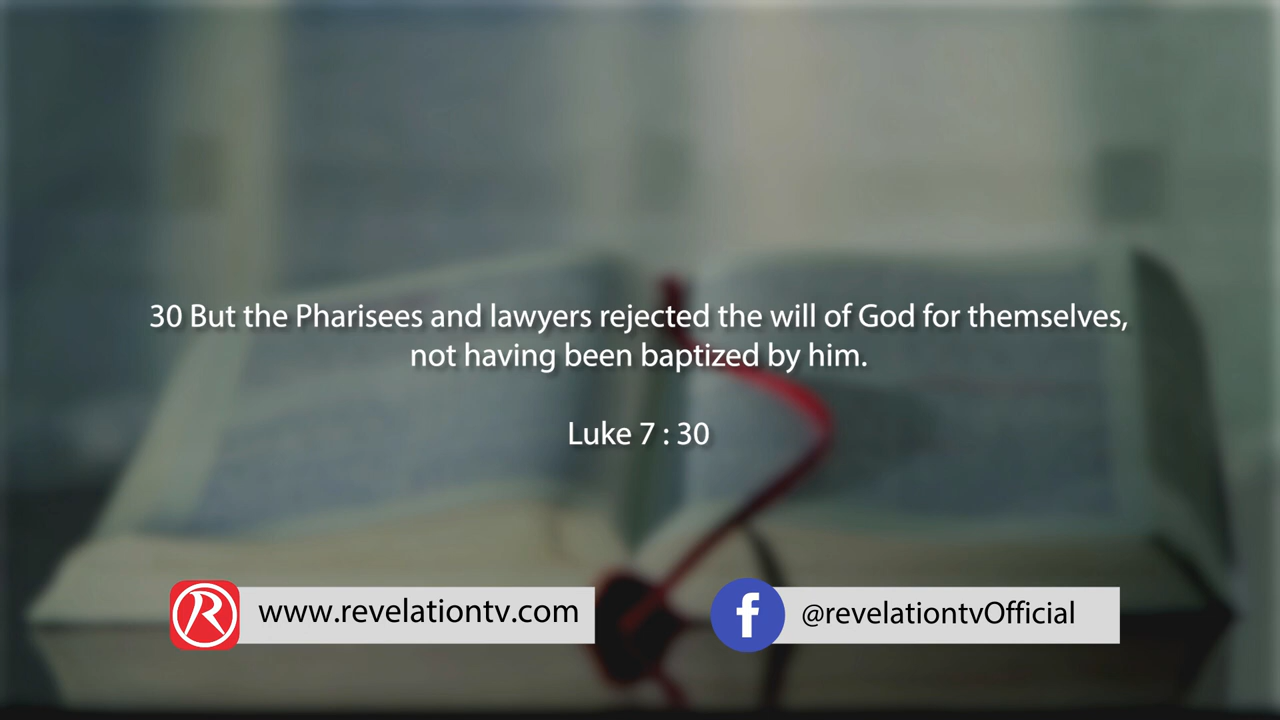 30 But the Pharisees and lawyers rejected the will of God for themselves,
not having been baptized by him.
Luke 7 : 30
www.revelationtv.com
@revelationtvOfficial